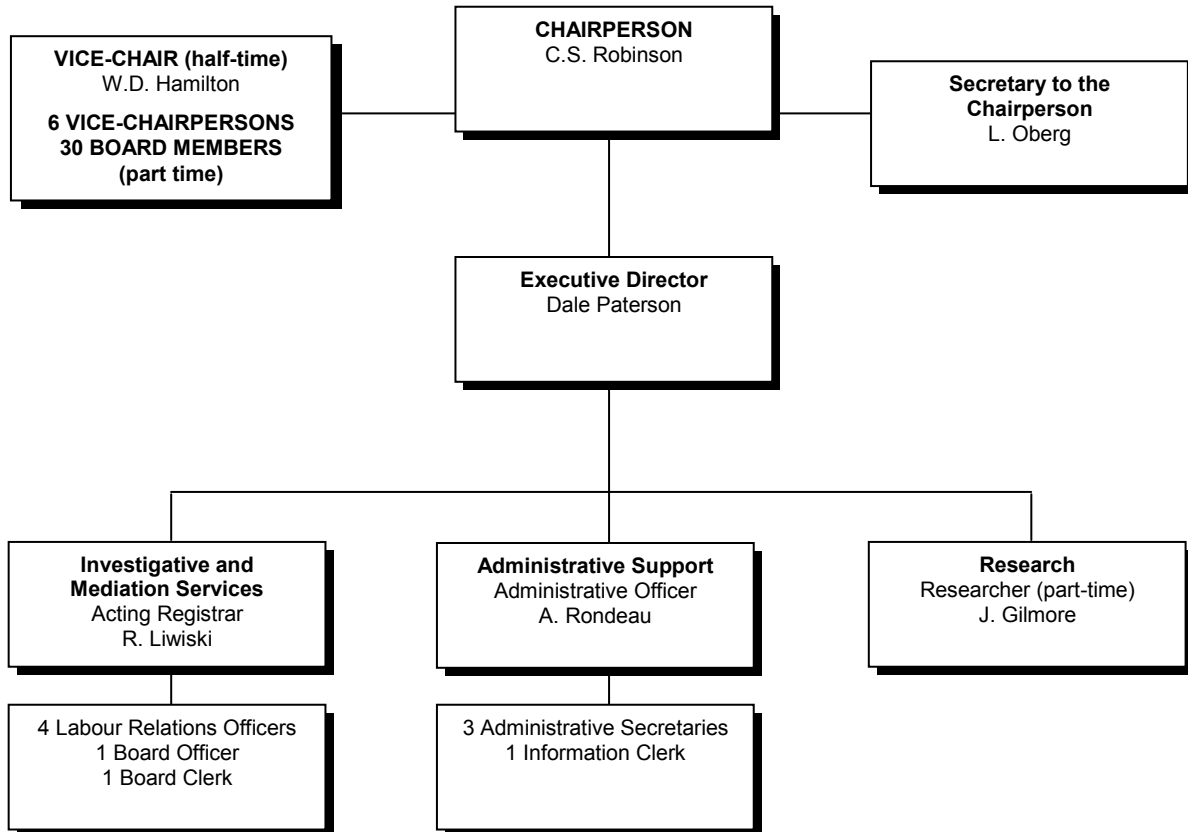 CHAIRPERSON
C.S. Robinson
VICE-CHAIR (half-time)
W.D. Hamilton
6 VICE-CHAIRPERSONS
30 BOARD MEMBERS
(part time)
Secretary to the
Chairperson
L. Oberg
Executive Director
Dale Paterson
Investigative and
Mediation Services
Acting Registrar
R. Liwiski
Administrative Support
Administrative Officer
A. Rondeau
Research
Researcher (part-time)
J. Gilmore
4 Labour Relations Officers
1 Board Officer
1 Board Clerk
3 Administrative Secretaries
1 Information Clerk